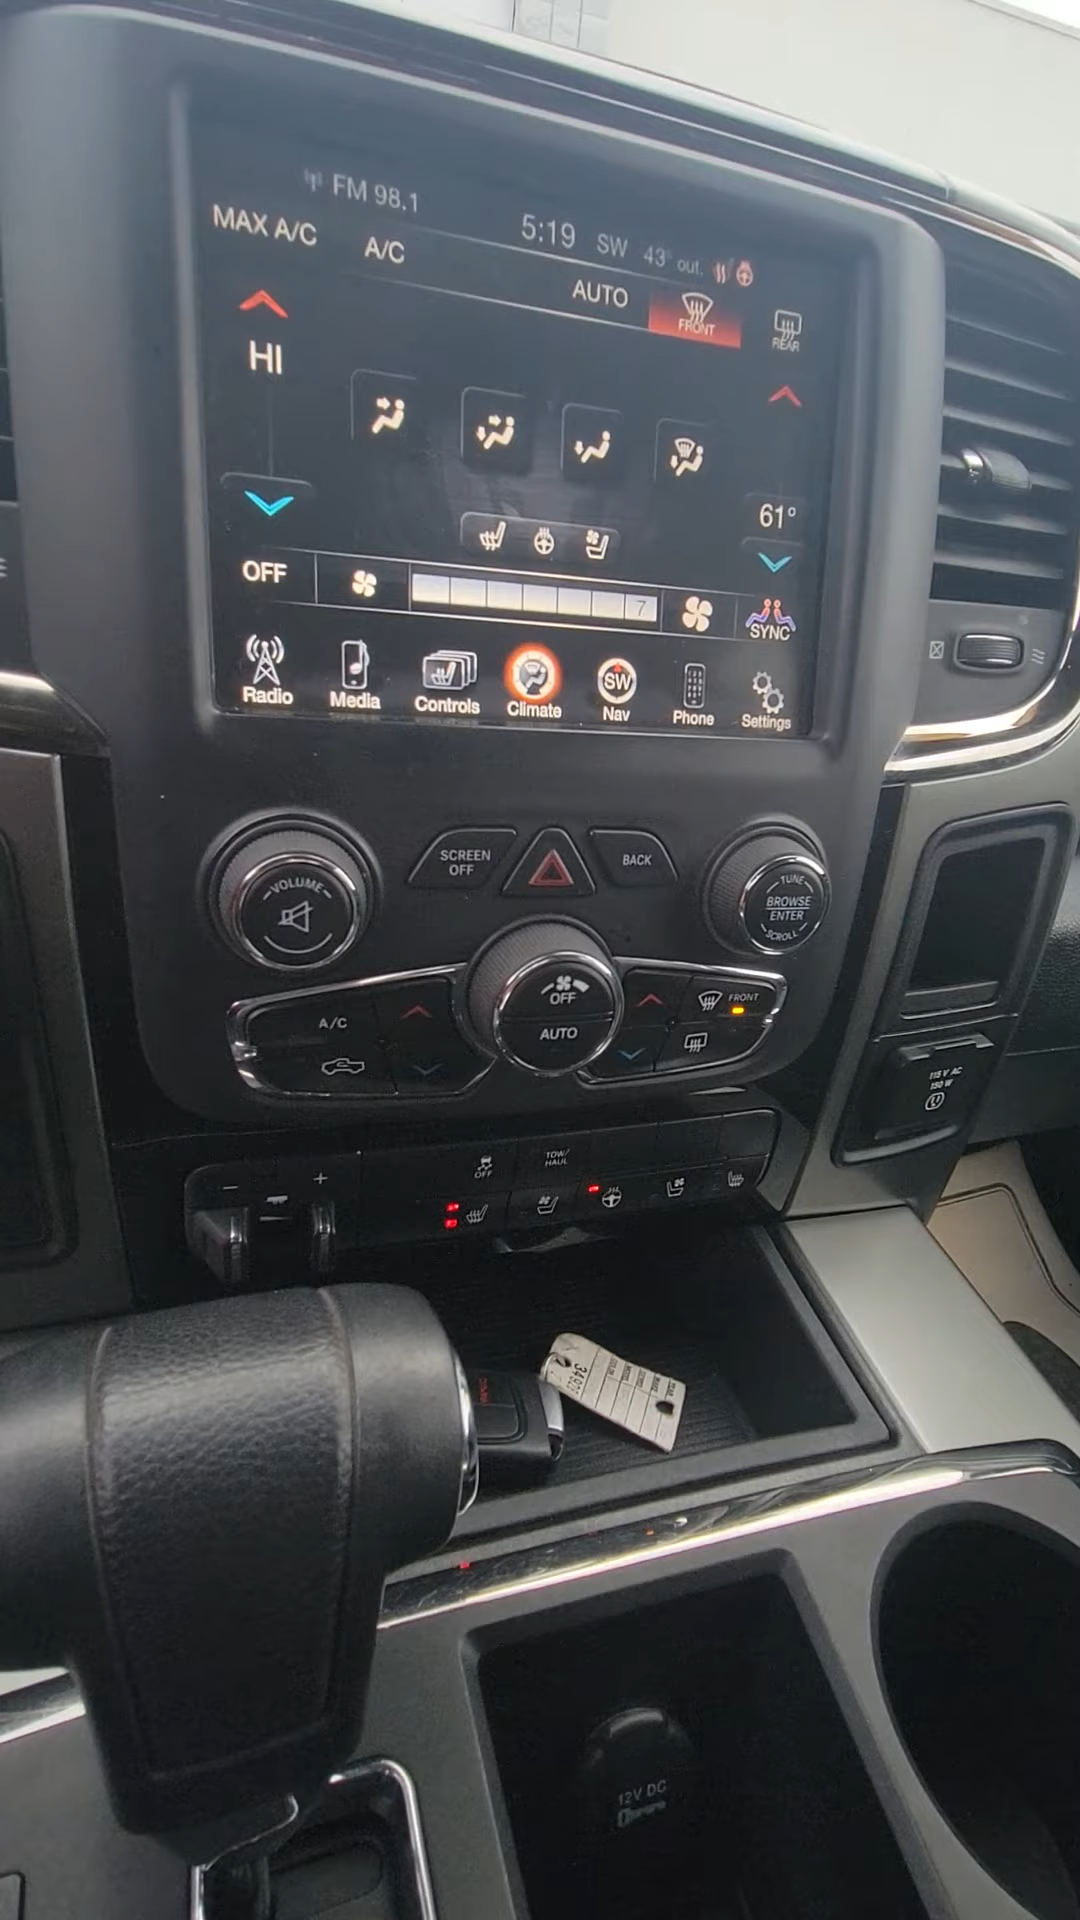 FM 98.1
5:19 SW 43° out.
MAX A/C A/C AUTO FRONT REAR
HI
61°
OFF 7 SYNC
Radio Media Controls Climate SW Nav Phone Settings
SCREEN OFF
BACK
VOLUME
TUNE
BROWSE
ENTER
SCROLL
OFF
AUTO
A/C
FRONT
115 V AC
150 W
OFF
TOW/
HAUL
− +
12V DC